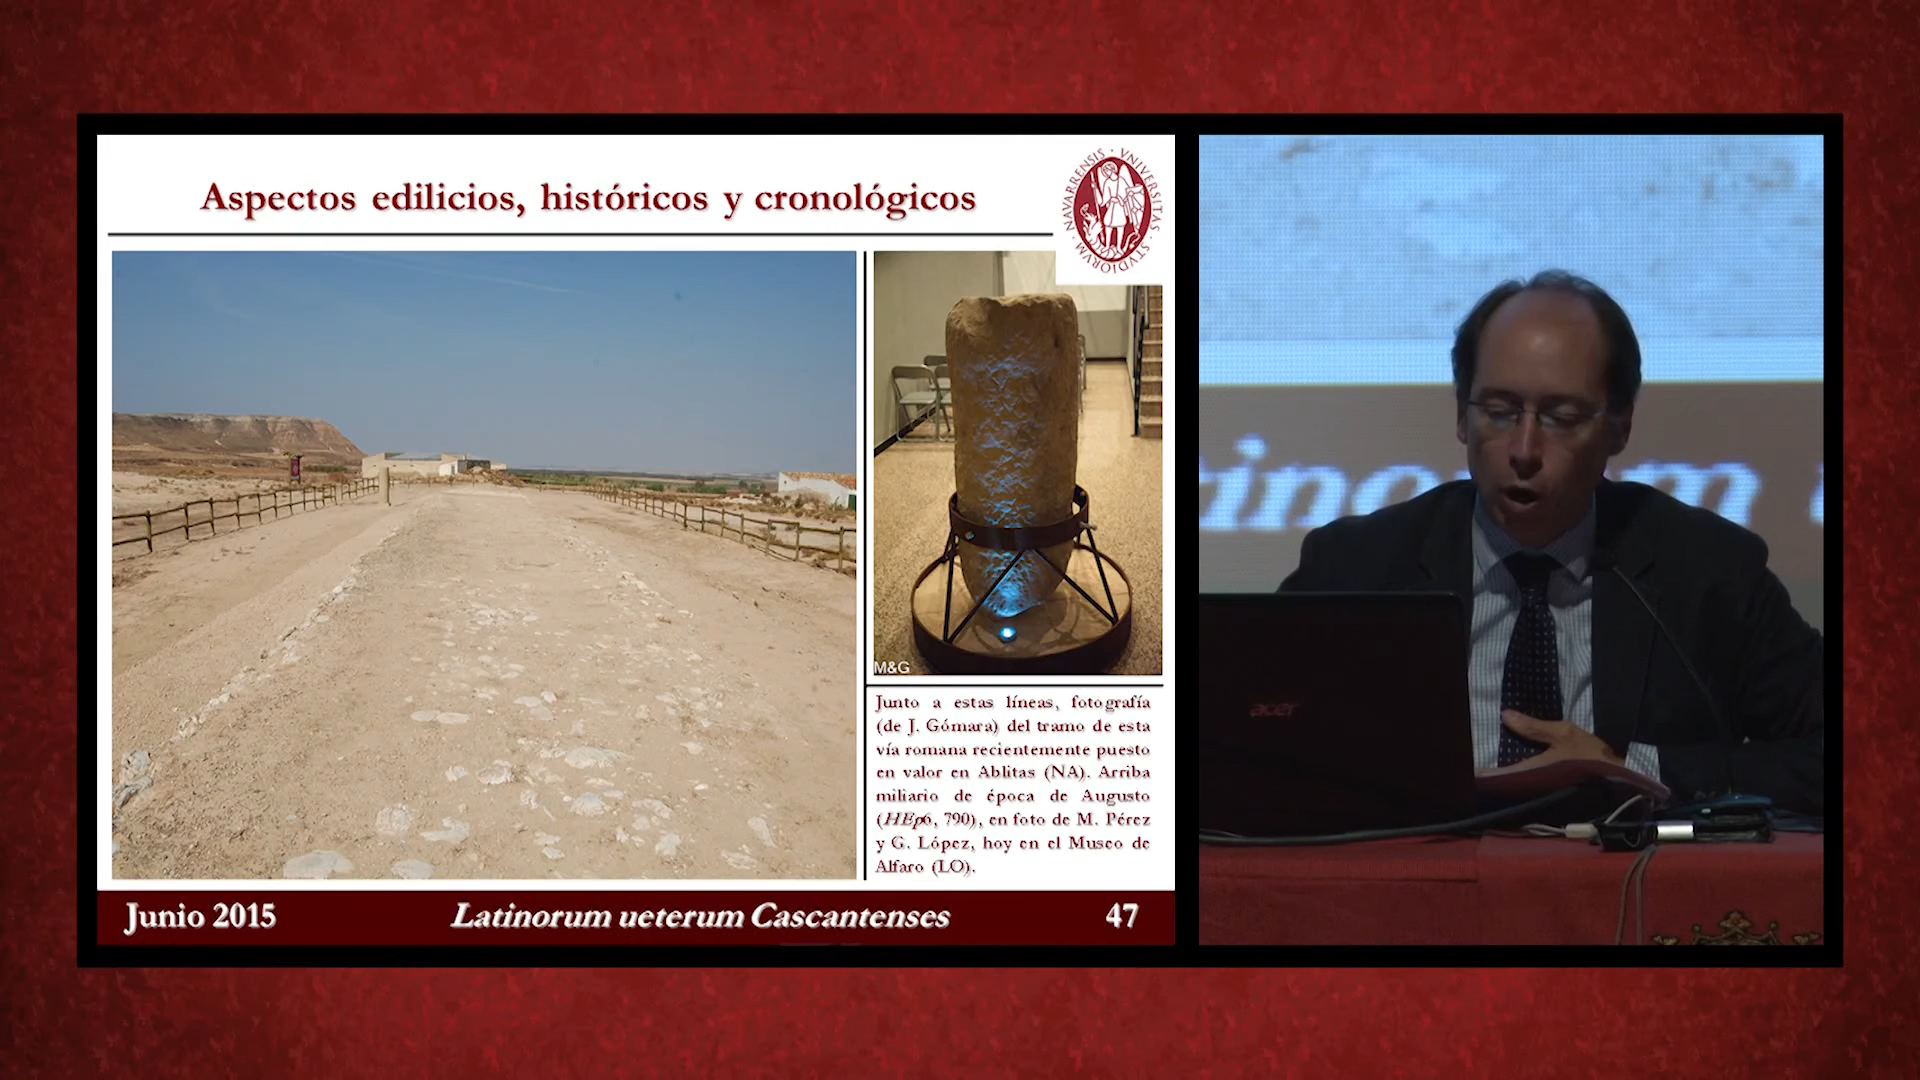 Aspectos edilicios, históricos y cronológicos
NAVARRENSIS · VNIVERSITAS · STVDIORVM ·
M&G
Junto a estas líneas, fotografía
(de J. Gómara) del tramo de esta
vía romana recientemente puesto
en valor en Ablitas (NA). Arriba
miliario de época de Augusto
(HEp6, 790), en foto de M. Pérez
y G. López, hoy en el Museo de
Alfaro (LO).
Junio 2015
Latinorum ueterum Cascantenses
47
acer